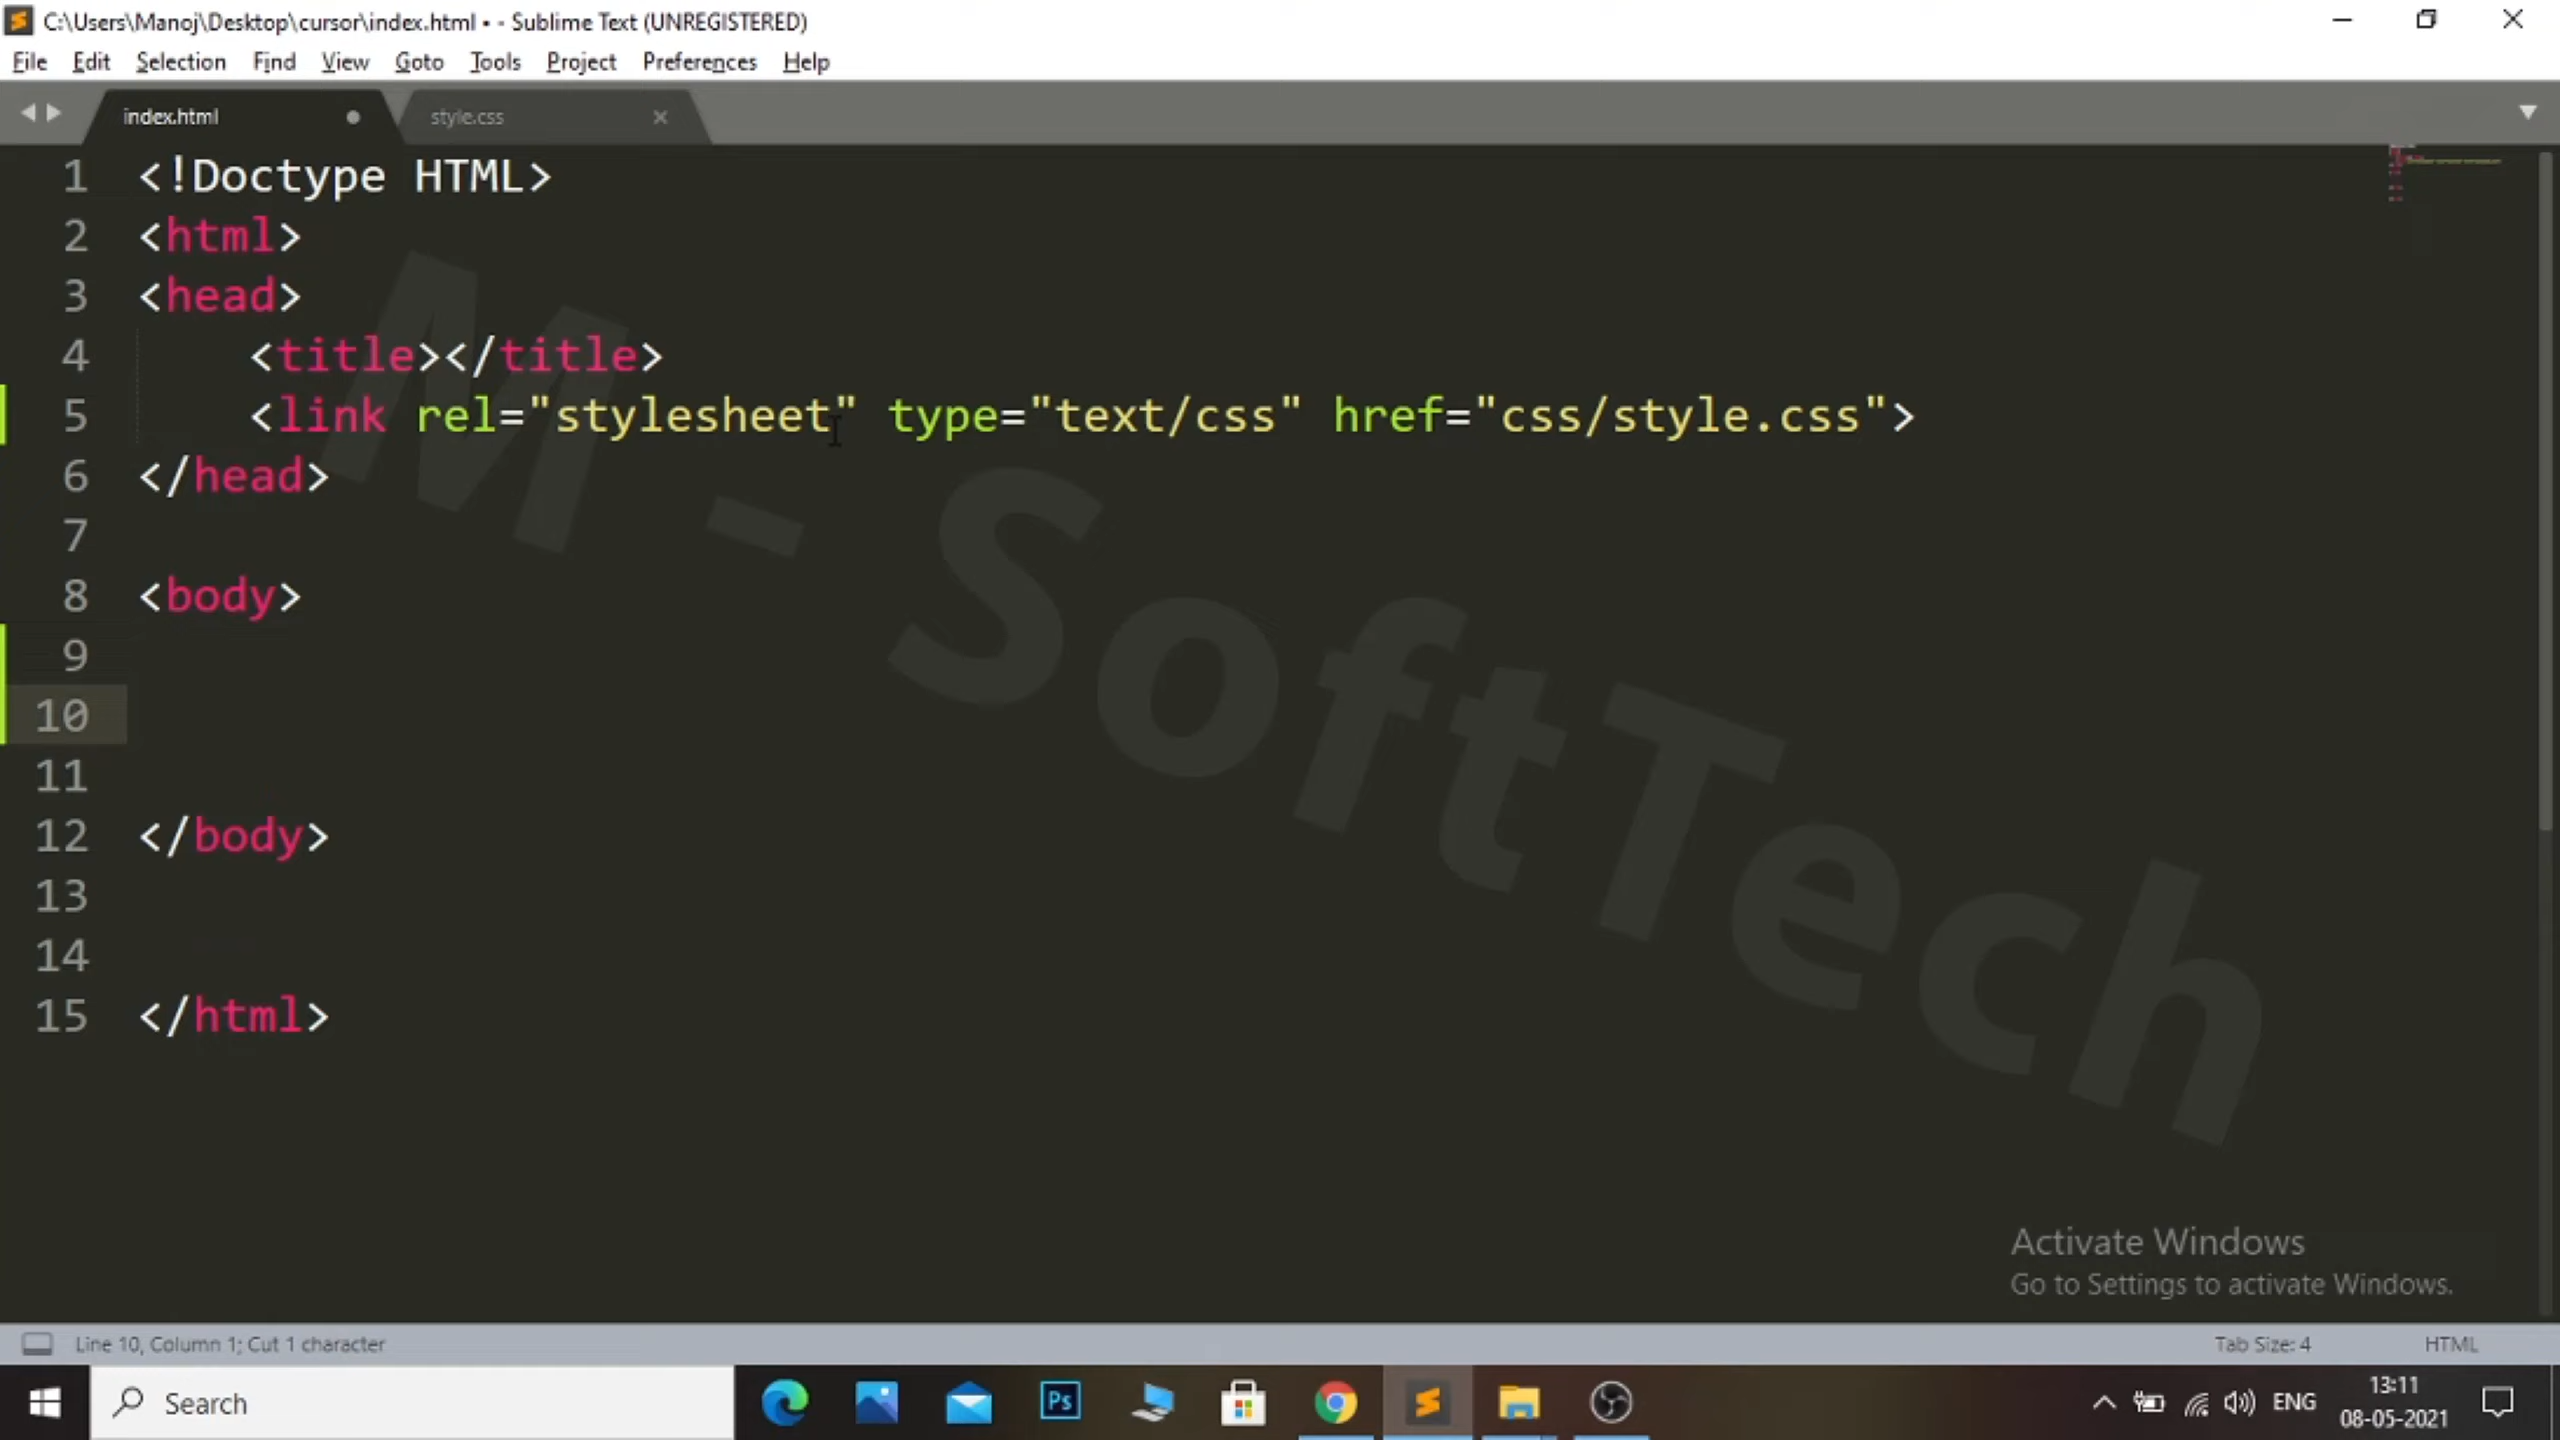 C:\Users\Manoj\Desktop\cursor\index.html • - Sublime Text (UNREGISTERED)
File Edit Selection Find View Goto Tools Project Preferences Help
index.html style.css
1 <!Doctype HTML>
2 <html>
3 <head>
4 <title></title>
5 <link rel="stylesheet" type="text/css" href="css/style.css">
6 </head>
7
8 <body>
9
10
11
12 </body>
13
14
15 </html>
M - SoftTech
Activate Windows
Go to Settings to activate Windows.
Line 10, Column 1; Cut 1 character Tab Size: 4 HTML
Search Ps ENG 13:11
08-05-2021